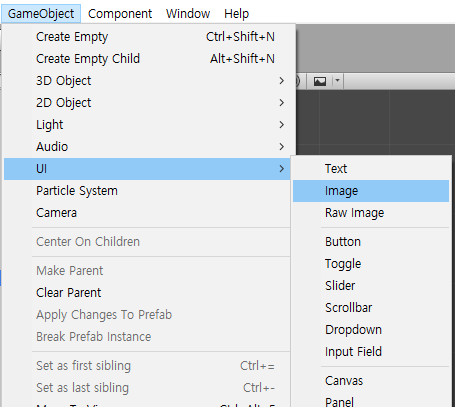 GameObject Component Window Help
Create Empty Ctrl+Shift+N
Create Empty Child Alt+Shift+N
3D Object
2D Object
Light
Audio
UI
Particle System
Camera
Center On Children
Make Parent
Clear Parent
Apply Changes To Prefab
Break Prefab Instance
Set as first sibling Ctrl+=
Set as last sibling Ctrl+-
Text
Image
Raw Image
Button
Toggle
Slider
Scrollbar
Dropdown
Input Field
Canvas
Panel